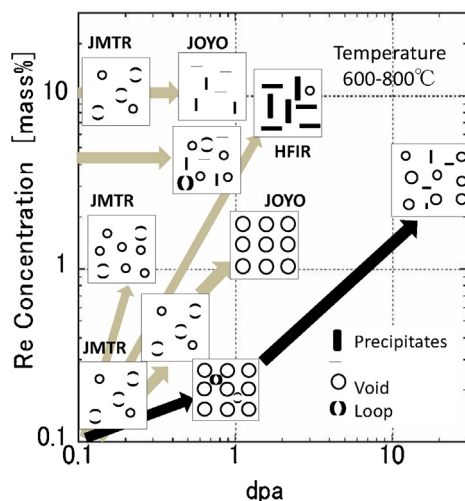 JMTR
JOYO
Temperature
600-800℃
HFIR
JMTR
JOYO
JMTR
Precipitates
Void
Loop
Re Concentration [mass%]
10
1
0.1
0.1
1
10
dpa